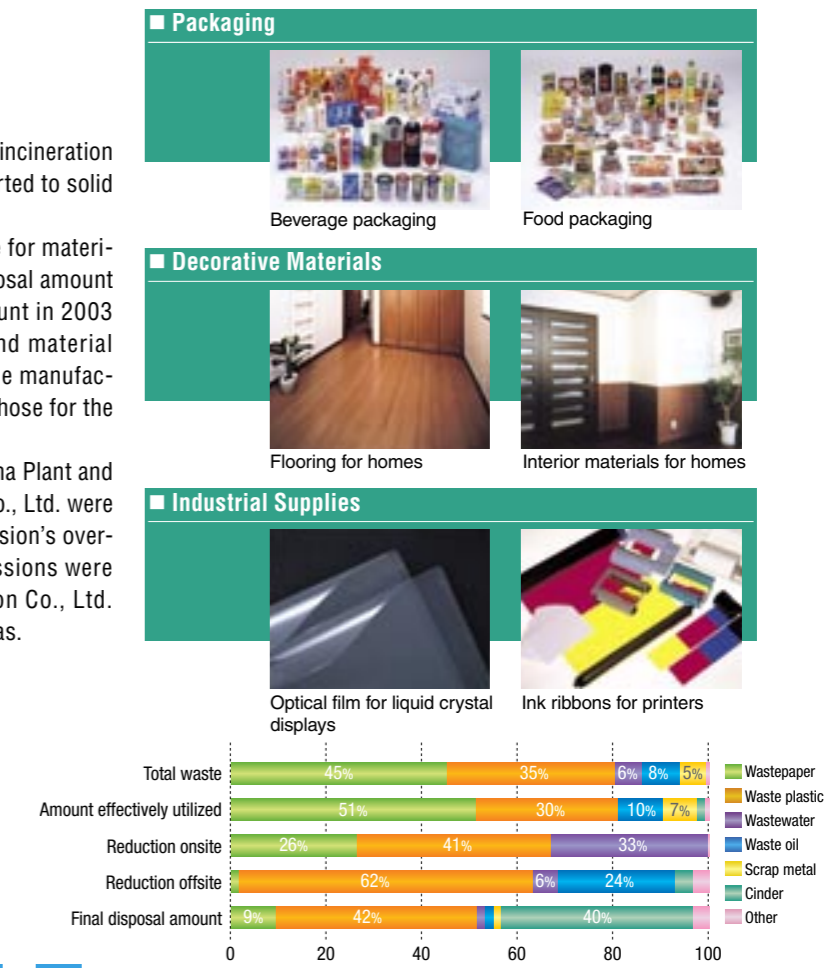 incineration
rted to solid
for materi-
osal amount
unt in 2003
nd material
e manufac-
hose for the
na Plant and
o., Ltd. were
sion's over-
ssions were
on Co., Ltd.
as.
■ Packaging
Beverage packaging
Food packaging
■ Decorative Materials
Flooring for homes
Interior materials for homes
■ Industrial Supplies
Optical film for liquid crystal
displays
Ink ribbons for printers
Total waste 45% 35% 6% 8% 5%
Amount effectively utilized 51% 30% 10% 7%
Reduction onsite 26% 41% 33%
Reduction offsite 62% 6% 24%
Final disposal amount 9% 42% 40%
0 20 40 60 80 100
Wastepaper
Waste plastic
Wastewater
Waste oil
Scrap metal
Cinder
Other